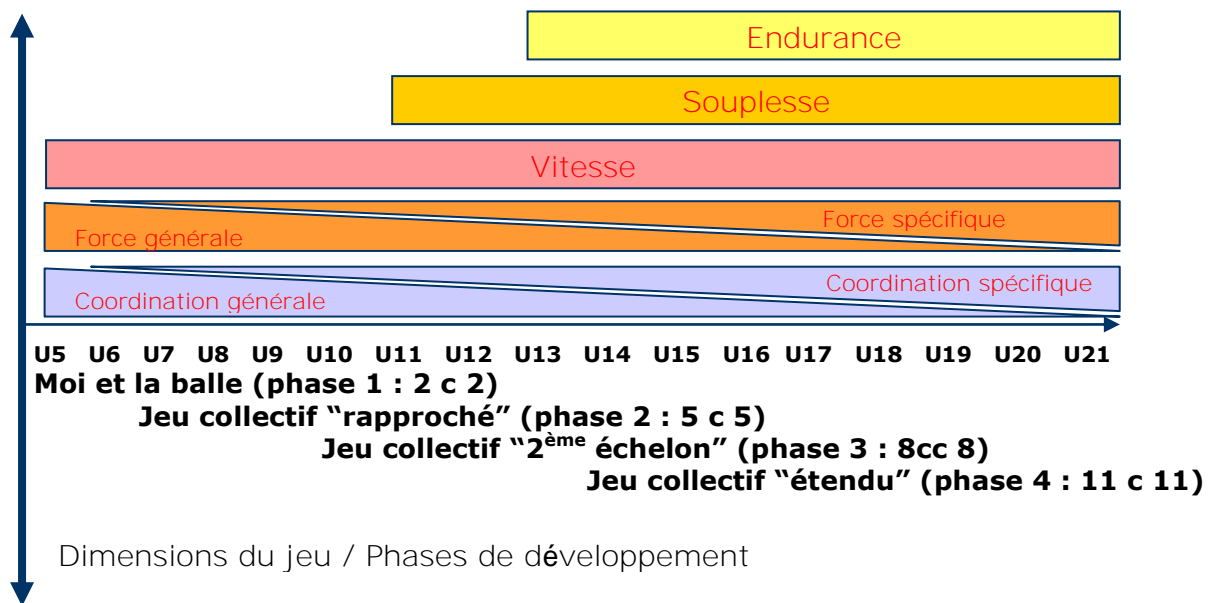 Endurance
Souplesse
Vitesse
Force spécifique
Force générale
Coordination spécifique
Coordination générale
U5 U6 U7 U8 U9 U10 U11 U12 U13 U14 U15 U16 U17 U18 U19 U20 U21
Moi et la balle (phase 1 : 2 c 2)
Jeu collectif “rapproché” (phase 2 : 5 c 5)
Jeu collectif “2ème échelon” (phase 3 : 8cc 8)
Jeu collectif “étendu” (phase 4 : 11 c 11)
Dimensions du jeu / Phases de développement